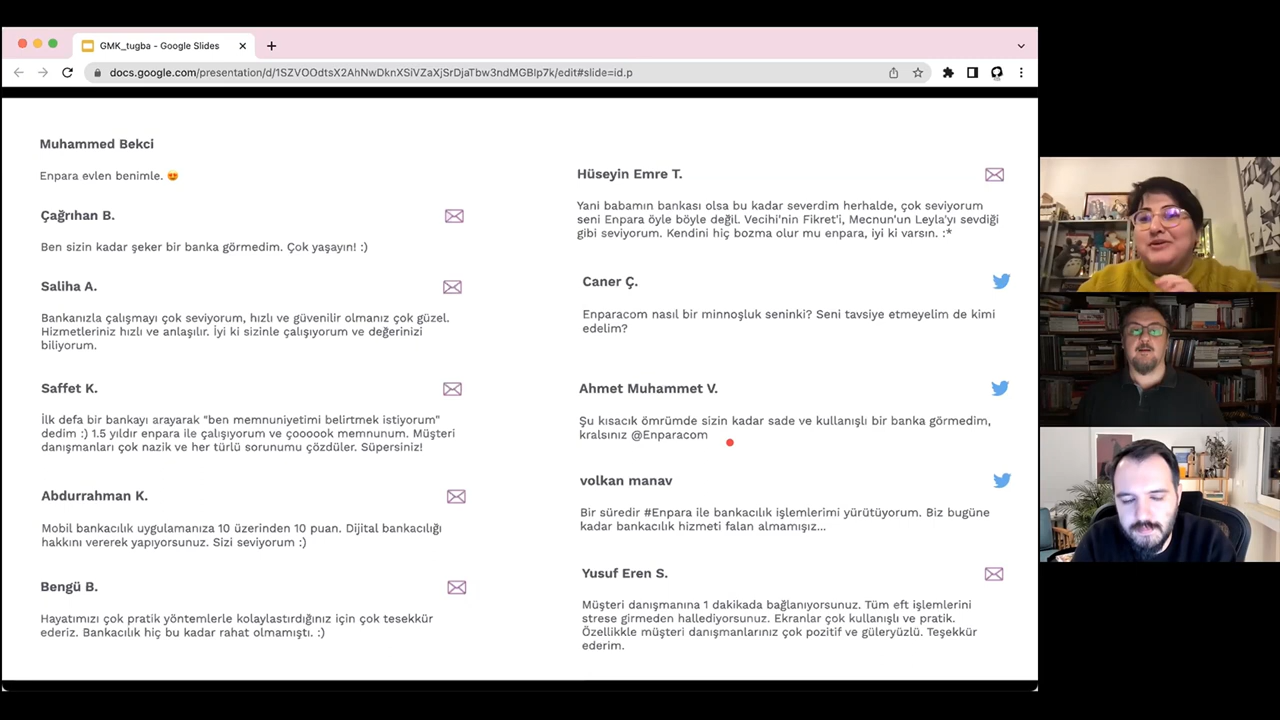 GMK_tugba - Google Slides
docs.google.com/presentation/d/1SZVOOdtsX2AhNwDknXSiVZaXjSrDjaTbw3ndMGBlp7k/edit#slide=id.p
Muhammed Bekci
Enpara evlen benimle. 😍
Çağrıhan B.
Ben sizin kadar şeker bir banka görmedim. Çok yaşayın! :)
Saliha A.
Bankanızla çalışmayı çok seviyorum, hızlı ve güvenilir olmanız çok güzel.
Hizmetleriniz hızlı ve anlaşılır. İyi ki sizinle çalışıyorum ve değerinizi
biliyorum.
Saffet K.
İlk defa bir bankayı arayarak "ben memnuniyetimi belirtmek istiyorum"
dedim :) 1.5 yıldır enpara ile çalışıyorum ve çoooook memnunum. Müşteri
danışmanları çok nazik ve her türlü sorunumu çözdüler. Süpersiniz!
Abdurrahman K.
Mobil bankacılık uygulamanıza 10 üzerinden 10 puan. Dijital bankacılığı
hakkını vererek yapıyorsunuz. Sizi seviyorum :)
Bengü B.
Hayatımızı çok pratik yöntemlerle kolaylaştırdığınız için çok tesekkür
ederiz. Bankacılık hiç bu kadar rahat olmamıştı. :)
Hüseyin Emre T.
Yani babamın bankası olsa bu kadar severdim herhalde, çok seviyorum
seni Enpara öyle böyle değil. Vecihi'nin Fikret'i, Mecnun'un Leyla'yı sevdiği
gibi seviyorum. Kendini hiç bozma olur mu enpara, iyi ki varsın. :*
Caner Ç.
Enparacom nasıl bir minnoşluk seninki? Seni tavsiye etmeyelim de kimi
edelim?
Ahmet Muhammet V.
Şu kısacık ömrümde sizin kadar sade ve kullanışlı bir banka görmedim,
kralsınız @Enparacom
volkan manav
Bir süredir #Enpara ile bankacılık işlemlerimi yürütüyorum. Biz bugüne
kadar bankacılık hizmeti falan almamışız...
Yusuf Eren S.
Müşteri danışmanına 1 dakikada bağlanıyorsunuz. Tüm eft işlemlerini
strese girmeden hallediyorsunuz. Ekranlar çok kullanışlı ve pratik.
Özellikkle müşteri danışmanlarınız çok pozitif ve güleryüzlü. Teşekkür
ederim.